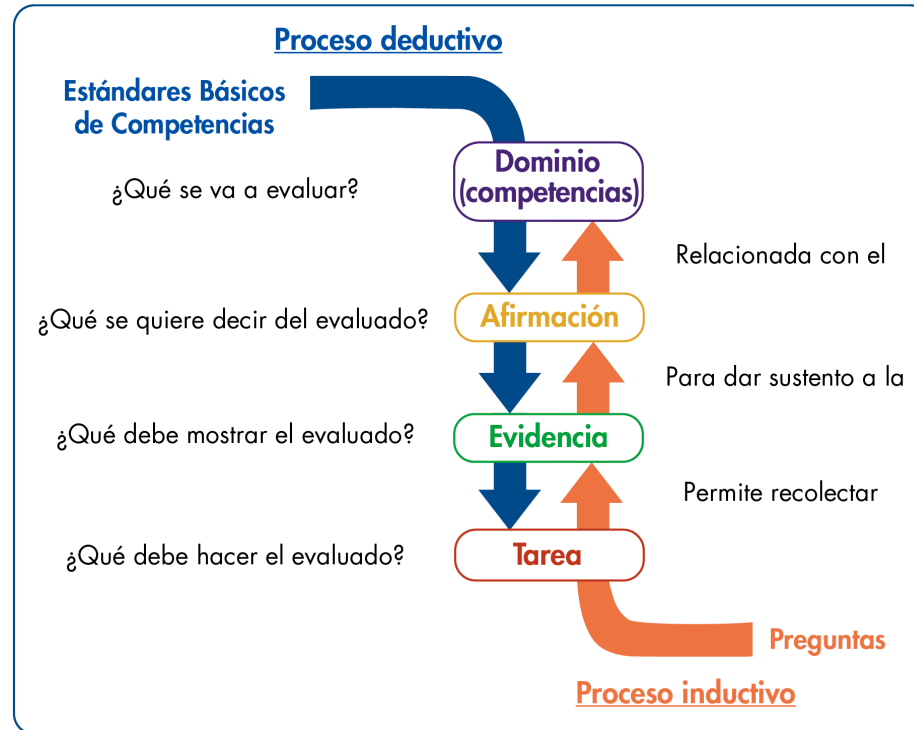 Proceso deductivo
Estándares Básicos
de Competencias
Dominio
(competencias)
¿Qué se va a evaluar?
Relacionada con el
Afirmación
¿Qué se quiere decir del evaluado?
Para dar sustento a la
Evidencia
¿Qué debe mostrar el evaluado?
Permite recolectar
Tarea
¿Qué debe hacer el evaluado?
Preguntas
Proceso inductivo